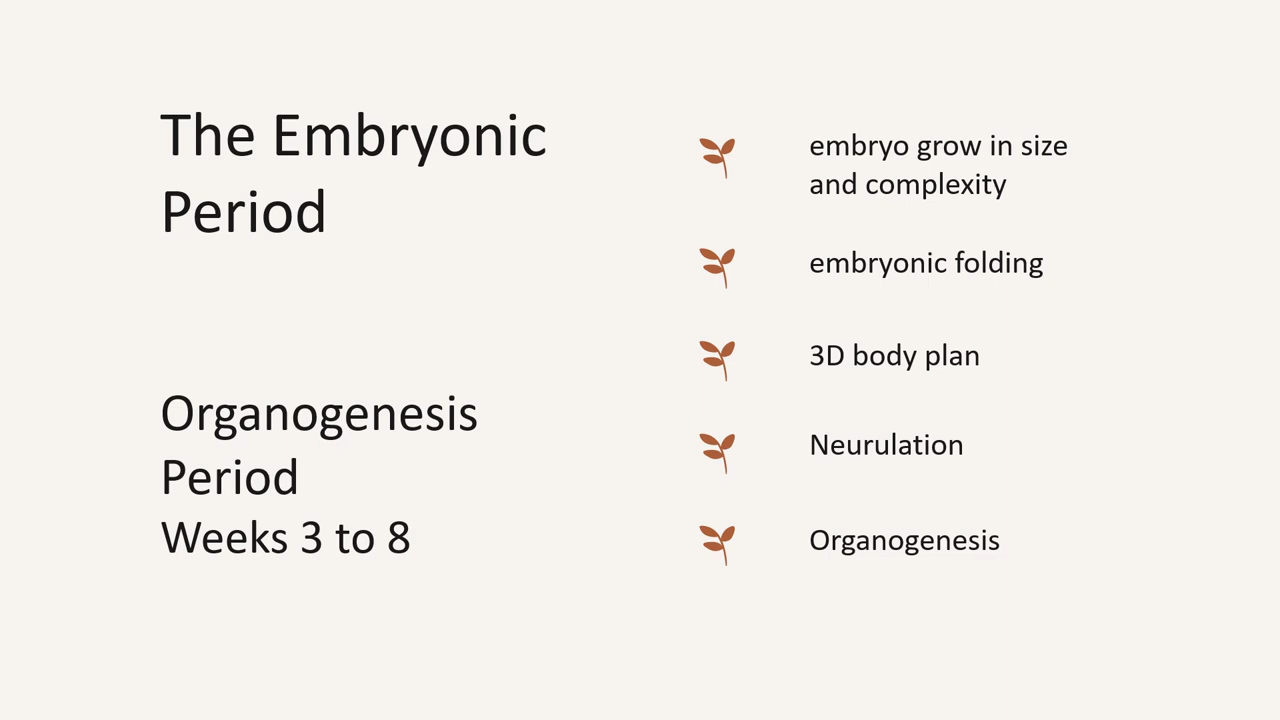 The Embryonic
Period
Organogenesis
Period
Weeks 3 to 8
embryo grow in size
and complexity
embryonic folding
3D body plan
Neurulation
Organogenesis